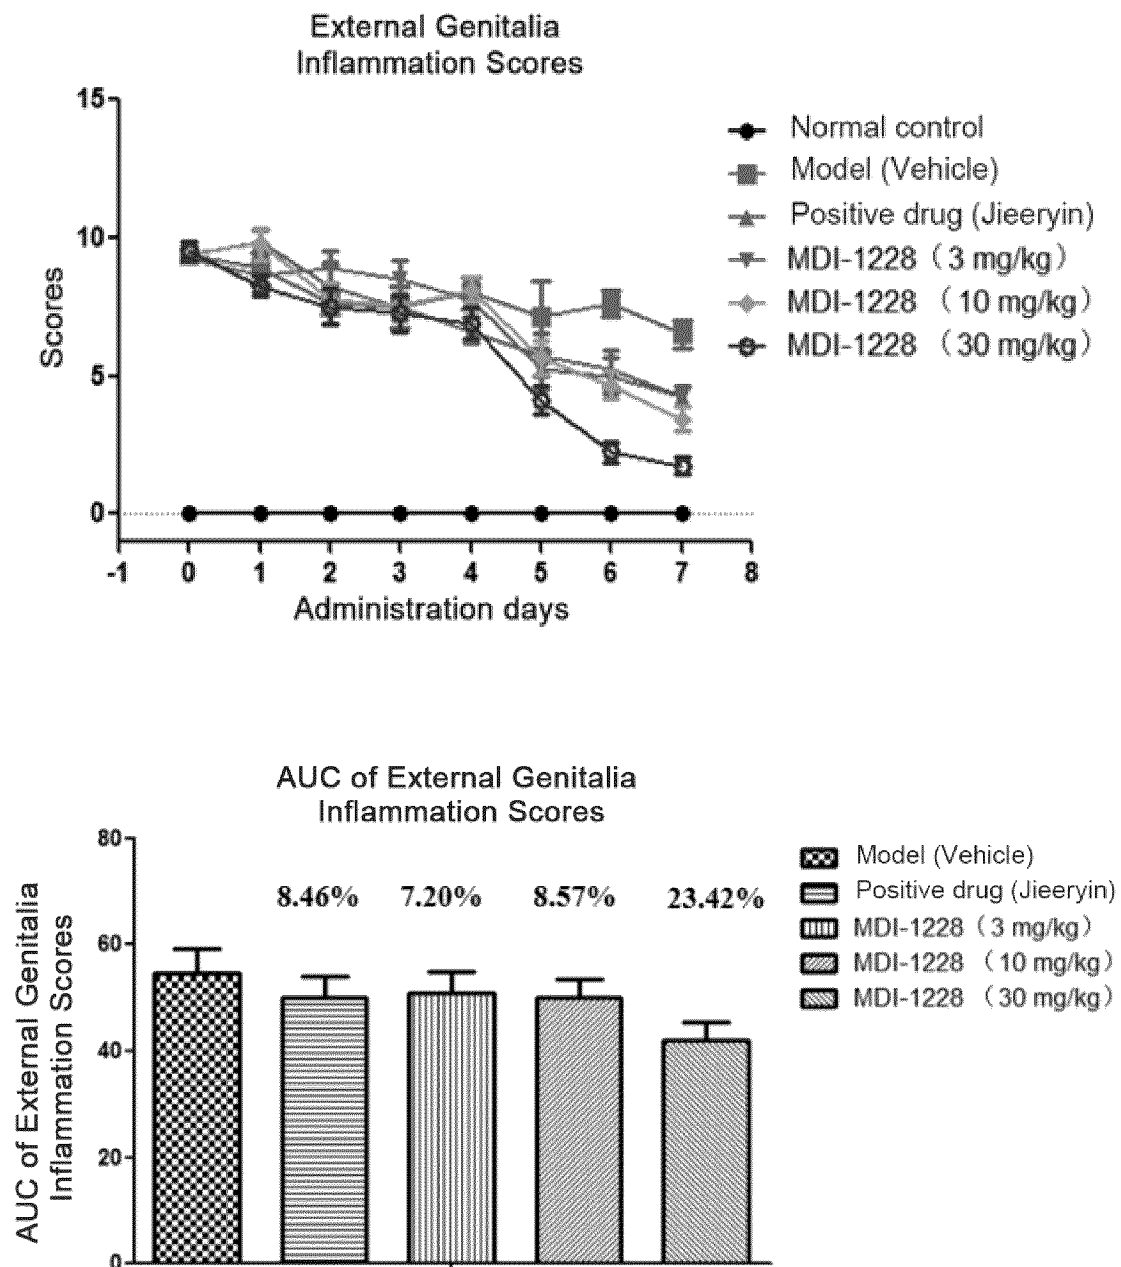 External Genitalia
Inflammation Scores
15
10
5
0
Scores
-1 0 1 2 3 4 5 6 7 8
Administration days
Normal control
Model (Vehicle)
Positive drug (Jieeryin)
MDI-1228（3 mg/kg）
MDI-1228 （10 mg/kg）
MDI-1228 （30 mg/kg）
AUC of External Genitalia
Inflammation Scores
80
60
40
20
0
AUC of External Genitalia
Inflammation Scores
8.46% 7.20% 8.57% 23.42%
Model (Vehicle)
Positive drug (Jieeryin)
MDI-1228（3 mg/kg）
MDI-1228 （10 mg/kg）
MDI-1228 （30 mg/kg）